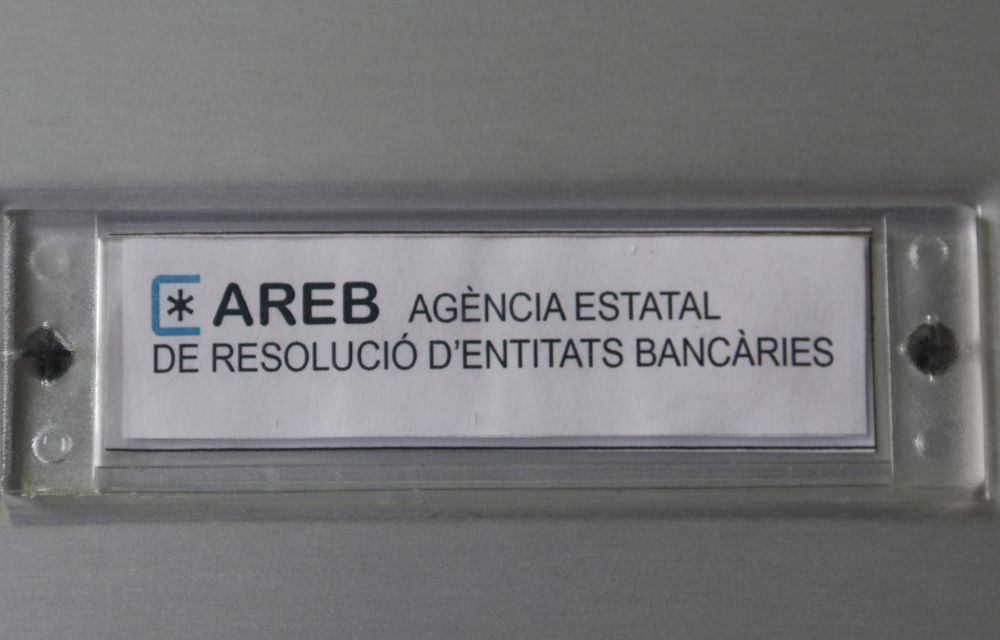 AREB AGÈNCIA ESTATAL
DE RESOLUCIÓ D'ENTITATS BANCÀRIES